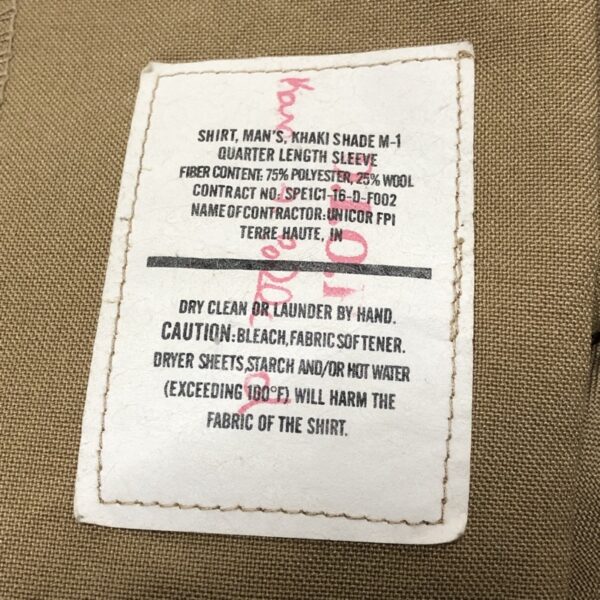 SHIRT, MAN'S, KHAKI SHADE M-1
QUARTER LENGTH SLEEVE
FIBER CONTENT: 75% POLYESTER, 25% WOOL
CONTRACT NO: SPE1C1-16-D-F002
NAME OF CONTRACTOR: UNICOR FPI
TERRE HAUTE, IN
DRY CLEAN OR LAUNDER BY HAND.
CAUTION: BLEACH, FABRIC SOFTENER.
DRYER SHEETS, STARCH AND/OR HOT WATER
(EXCEEDING 100°F) WILL HARM THE
FABRIC OF THE SHIRT.